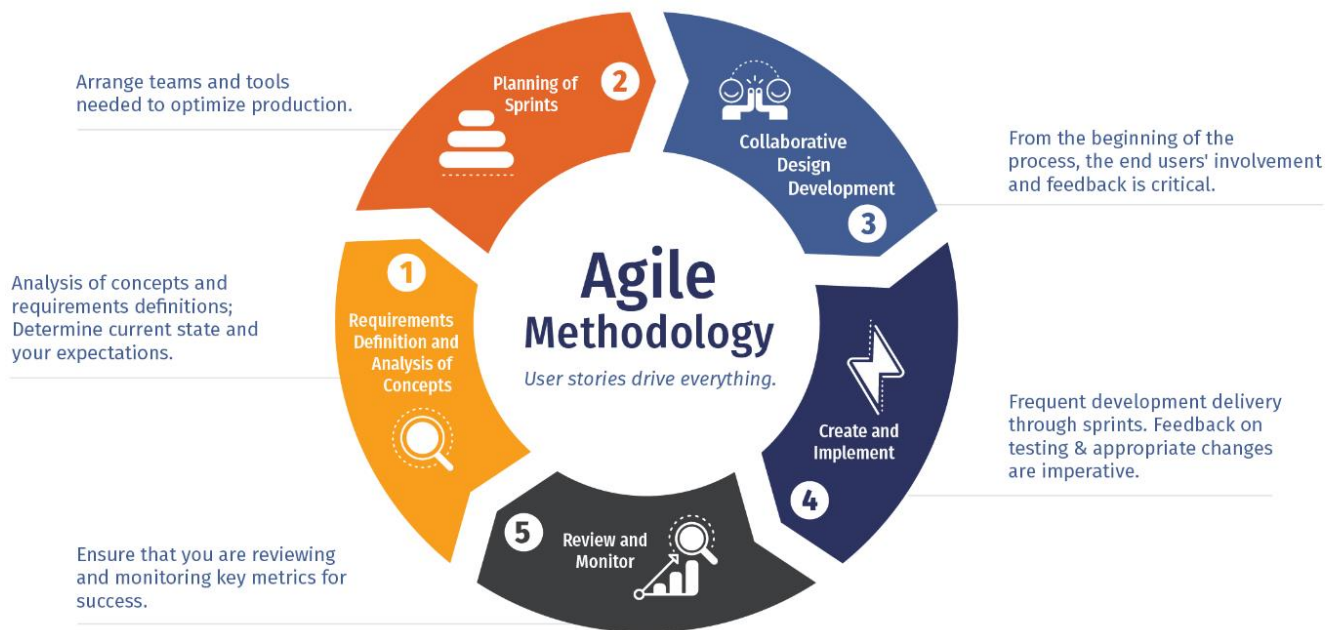 Agile
Methodology
User stories drive everything.
1
Requirements
Definition and
Analysis of
Concepts
Analysis of concepts and
requirements definitions;
Determine current state and
your expectations.
2
Planning of
Sprints
Arrange teams and tools
needed to optimize production.
Collaborative
Design
Development
3
From the beginning of the
process, the end users' involvement
and feedback is critical.
Create and
Implement
4
Frequent development delivery
through sprints. Feedback on
testing & appropriate changes
are imperative.
5
Review and
Monitor
Ensure that you are reviewing
and monitoring key metrics for
success.